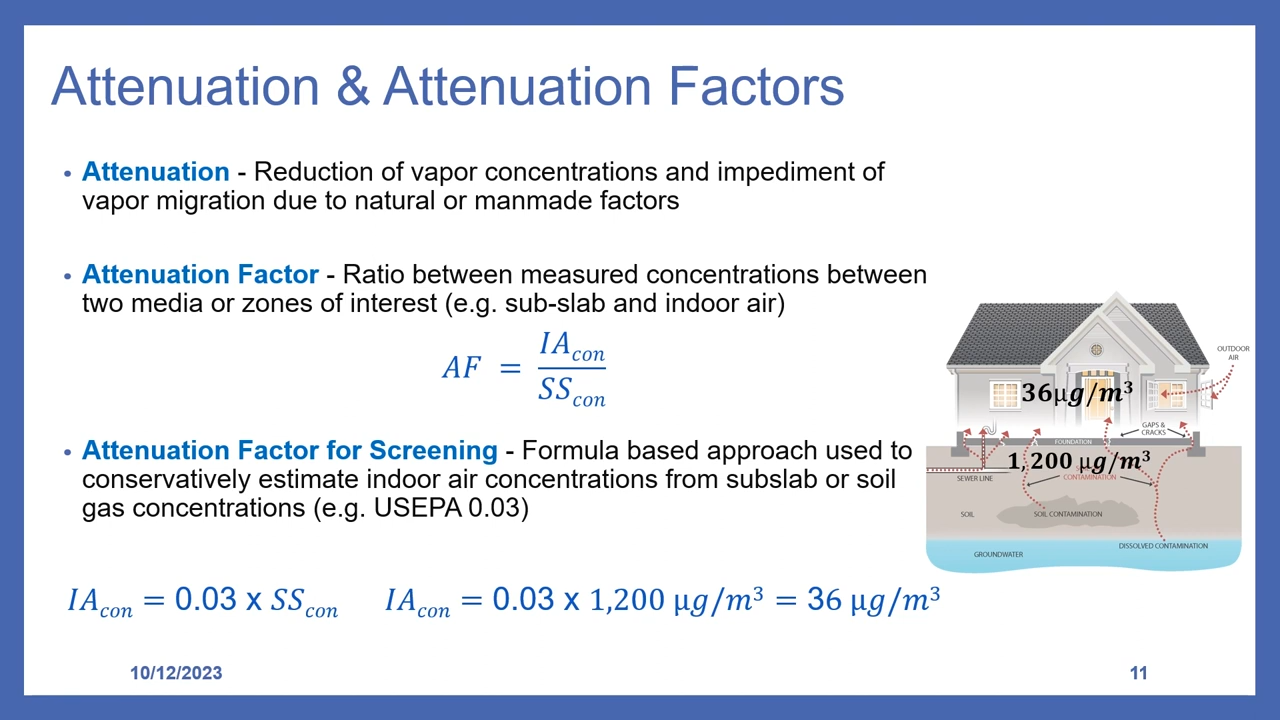 Attenuation & Attenuation Factors
• Attenuation - Reduction of vapor concentrations and impediment of
vapor migration due to natural or manmade factors
• Attenuation Factor - Ratio between measured concentrations between
two media or zones of interest (e.g. sub-slab and indoor air)
AF = IA_con / SS_con
• Attenuation Factor for Screening - Formula based approach used to
conservatively estimate indoor air concentrations from subslab or soil
gas concentrations (e.g. USEPA 0.03)
IA_con = 0.03 x SS_con
IA_con = 0.03 x 1,200 μg/m³ = 36 μg/m³
OUTDOOR
AIR
36μg/m³
GAPS &
CRACKS
FOUNDATION
1,200 μg/m³
SEWER LINE
CONTAMINATION
SOIL
SOIL CONTAMINATION
DISSOLVED CONTAMINATION
GROUNDWATER
10/12/2023
11